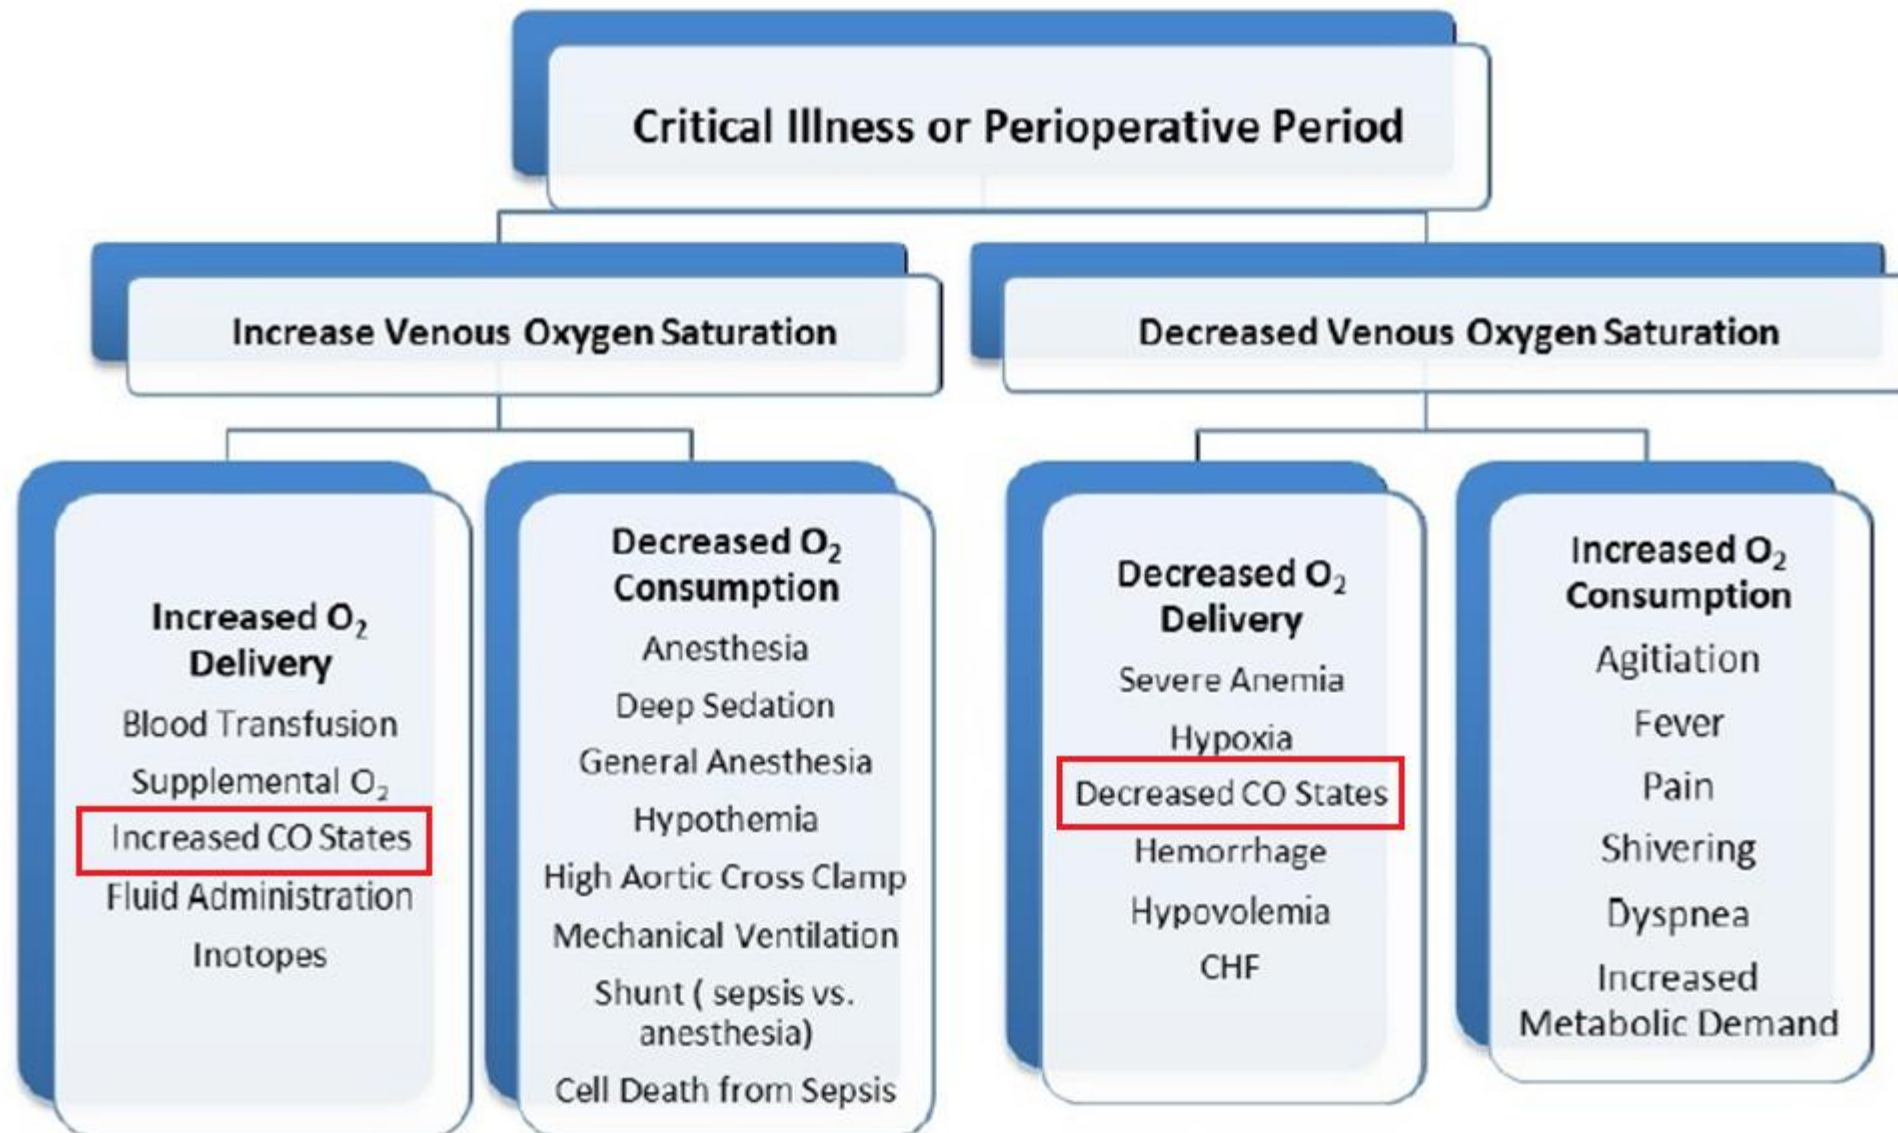 Critical Illness or Perioperative Period
Increase Venous Oxygen Saturation
Decreased Venous Oxygen Saturation
Increased O₂
Delivery
Blood Transfusion
Supplemental O₂
Increased CO States
Fluid Administration
Inotopes
Decreased O₂
Consumption
Anesthesia
Deep Sedation
General Anesthesia
Hypothemia
High Aortic Cross Clamp
Mechanical Ventilation
Shunt ( sepsis vs.
anesthesia)
Cell Death from Sepsis
Decreased O₂
Delivery
Severe Anemia
Hypoxia
Decreased CO States
Hemorrhage
Hypovolemia
CHF
Increased O₂
Consumption
Agitiation
Fever
Pain
Shivering
Dyspnea
Increased
Metabolic Demand